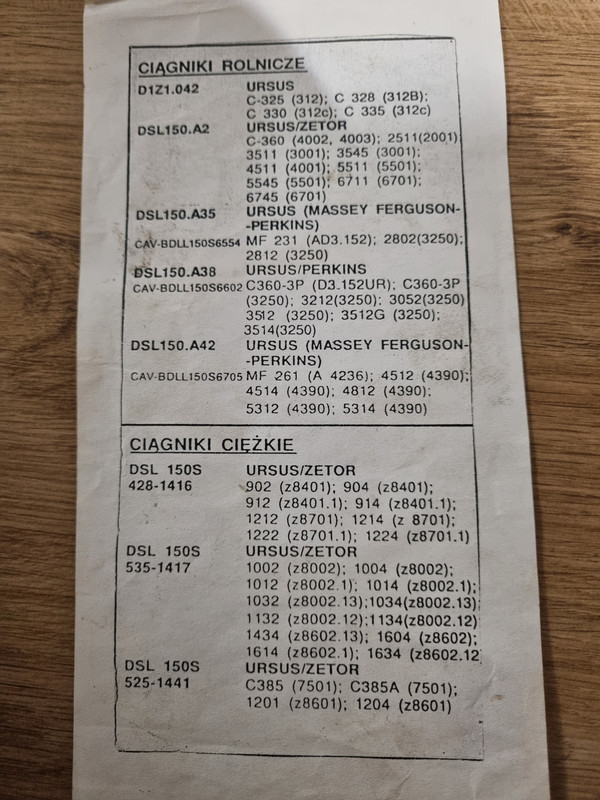 CIĄGNIKI ROLNICZE
D1Z1.042 URSUS
C-325 (312); C 328 (312B);
C 330 (312c); C 335 (312c)
DSL150.A2 URSUS/ZETOR
C-360 (4002, 4003); 2511(2001);
3511 (3001); 3545 (3001);
4511 (4001); 5511 (5501);
5545 (5501); 6711 (6701);
6745 (6701)
DSL150.A35 URSUS (MASSEY FERGUSON-
-PERKINS)
CAV-BDLL150S6554 MF 231 (AD3.152); 2802(3250);
2812 (3250)
DSL150.A38 URSUS/PERKINS
CAV-BDLL150S6602 C360-3P (D3.152UR); C360-3P
(3250); 3212(3250); 3052(3250)
3512 (3250); 3512G (3250);
3514(3250)
DSL150.A42 URSUS (MASSEY FERGUSON-
-PERKINS)
CAV-BDLL150S6705 MF 261 (A 4236); 4512 (4390);
4514 (4390); 4812 (4390);
5312 (4390); 5314 (4390)
CIĄGNIKI CIĘŻKIE
DSL 150S URSUS/ZETOR
428-1416 902 (z8401); 904 (z8401);
912 (z8401.1); 914 (z8401.1);
1212 (z8701); 1214 (z 8701);
1222 (z8701.1); 1224 (z8701.1)
DSL 150S URSUS/ZETOR
535-1417 1002 (z8002); 1004 (z8002);
1012 (z8002.1); 1014 (z8002.1);
1032 (z8002.13);1034(z8002.13);
1132 (z8002.12);1134(z8002.12)
1434 (z8602.13); 1604 (z8602);
1614 (z8602.1); 1634 (z8602.12
DSL 150S URSUS/ZETOR
525-1441 C385 (7501); C385A (7501);
1201 (z8601); 1204 (z8601)